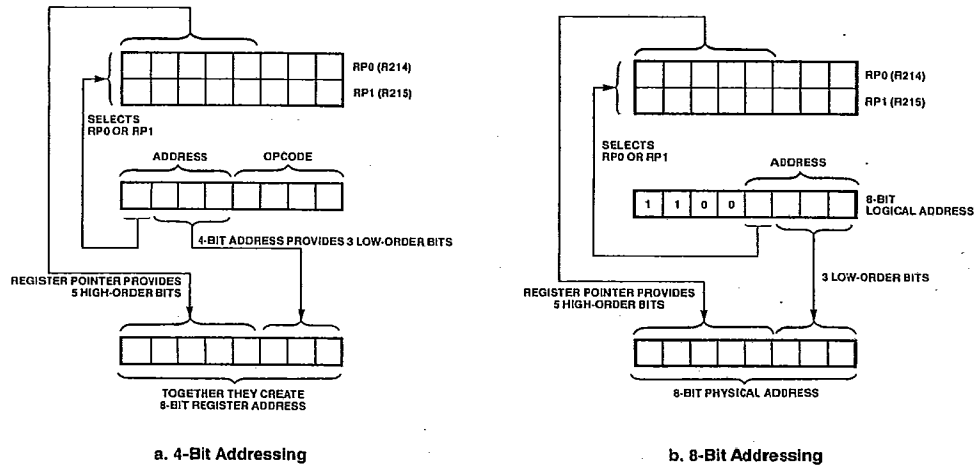 RP0 (R214)
RP1 (R215)
SELECTS
RP0 OR RP1
ADDRESS OPCODE
4-BIT ADDRESS PROVIDES 3 LOW-ORDER BITS
REGISTER POINTER PROVIDES
5 HIGH-ORDER BITS
TOGETHER THEY CREATE
8-BIT REGISTER ADDRESS
a. 4-Bit Addressing
RP0 (R214)
RP1 (R215)
SELECTS
RP0 OR RP1
ADDRESS
1 1 0 0
8-BIT
LOGICAL ADDRESS
3 LOW-ORDER BITS
REGISTER POINTER PROVIDES
5 HIGH-ORDER BITS
8-BIT PHYSICAL ADDRESS
b. 8-Bit Addressing